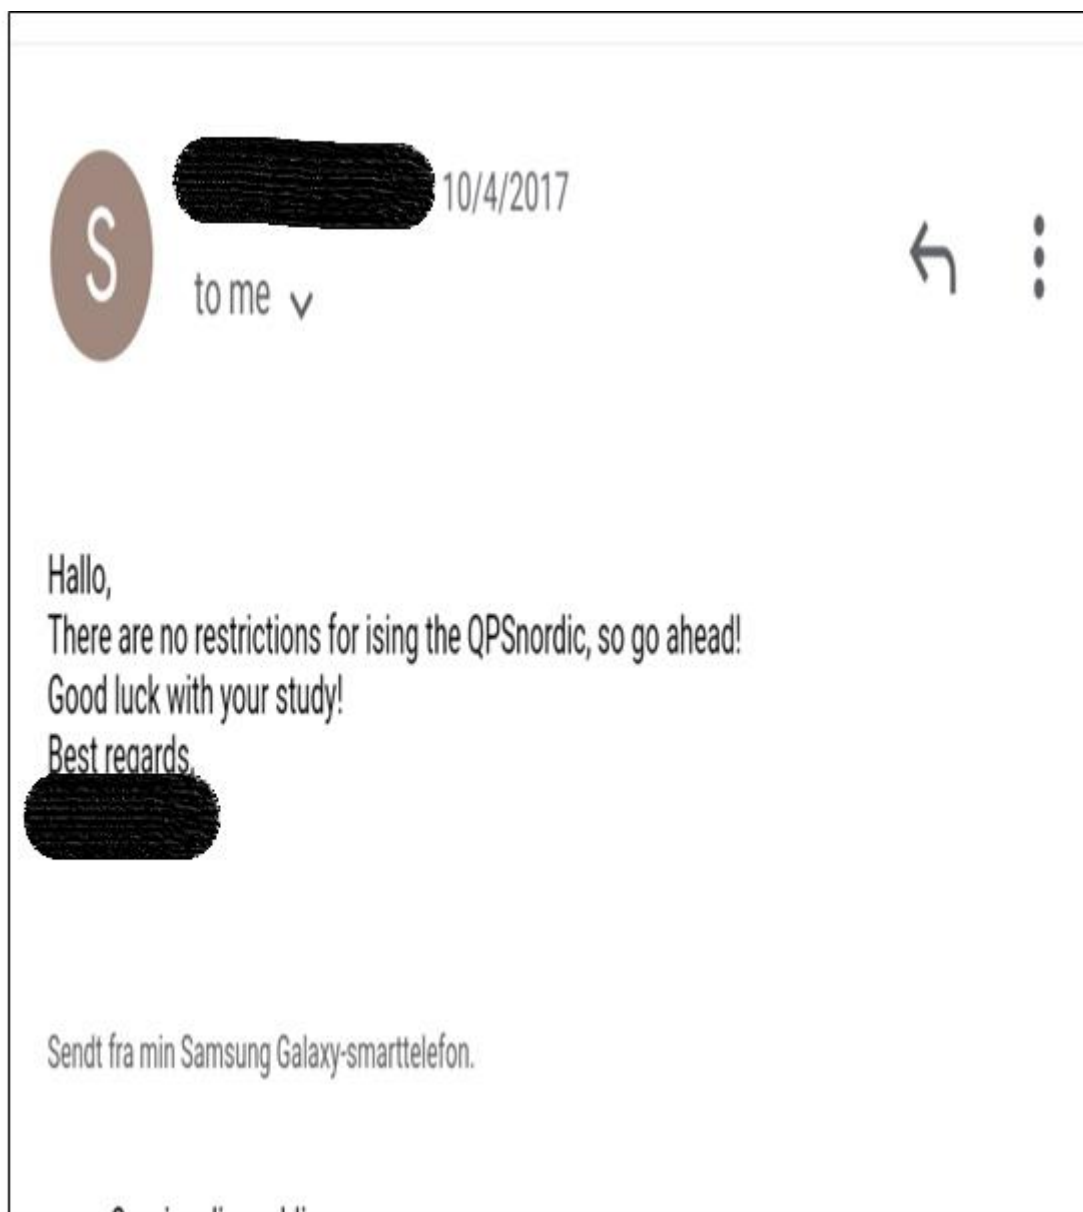 S
10/4/2017
to me
Hallo,
There are no restrictions for ising the QPSnordic, so go ahead!
Good luck with your study!
Best regards,
Sendt fra min Samsung Galaxy-smarttelefon.